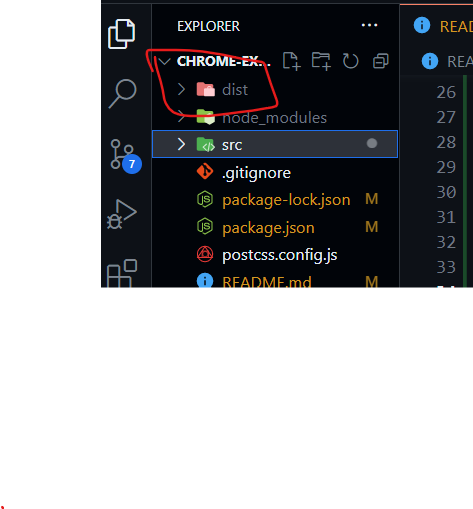 EXPLORER ...
CHROME-EX...
dist
node_modules
src
.gitignore
package-lock.json M
package.json M
postcss.config.js
README.md M
7
READ
REA
26
27
28
29
30
31
32
33